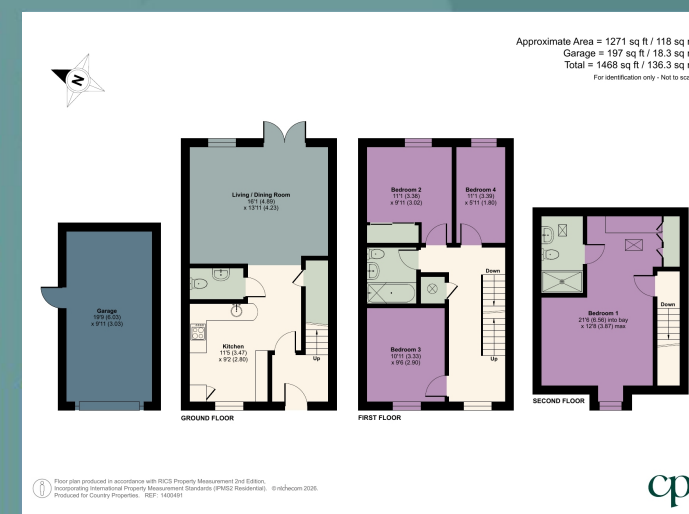 Approximate Area = 1271 sq ft / 118 sq
Garage = 197 sq ft / 18.3 sq
Total = 1468 sq ft / 136.3 sq
For identification only - Not to
N
Living / Dining Room
16'1 (4.89)
x 13'11 (4.23)
Bedroom 2
11'1 (3.38)
x 9'11 (3.02)
Bedroom 4
11'1 (3.39)
x 5'11 (1.80)
Garage
19'9 (6.03)
x 9'11 (3.03)
Kitchen
11'5 (3.47)
x 9'2 (2.80)
Up
Down
Up
Bedroom 3
10'11 (3.33)
x 9'6 (2.90)
Bedroom 1
21'6 (6.56) into bay
x 12'8 (3.87) max
Down
GROUND FLOOR
FIRST FLOOR
SECOND FLOOR
Floor plan produced in accordance with RICS Property Measurement 2nd Edition,
Incorporating International Property Measurement Standards (IPMS2 Residential). © nichecom 2026.
Produced for Country Properties. REF: 1400491
cp